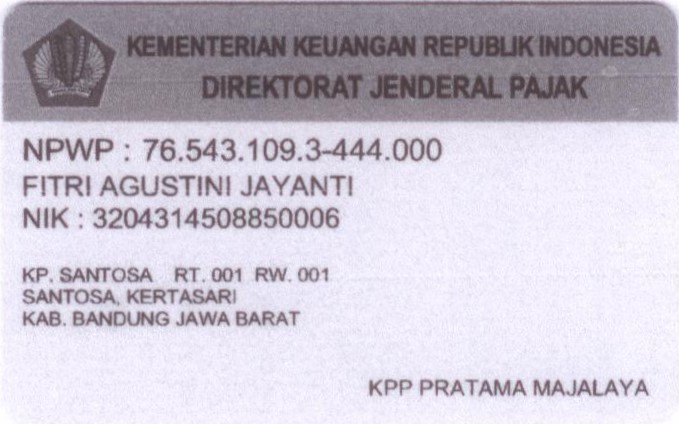 KEMENTERIAN KEUANGAN REPUBLIK INDONESIA
DIREKTORAT JENDERAL PAJAK
NPWP : 76.543.109.3-444.000
FITRI AGUSTINI JAYANTI
NIK : 3204314508850006
KP. SANTOSA RT. 001 RW. 001
SANTOSA, KERTASARI
KAB. BANDUNG JAWA BARAT
KPP PRATAMA MAJALAYA